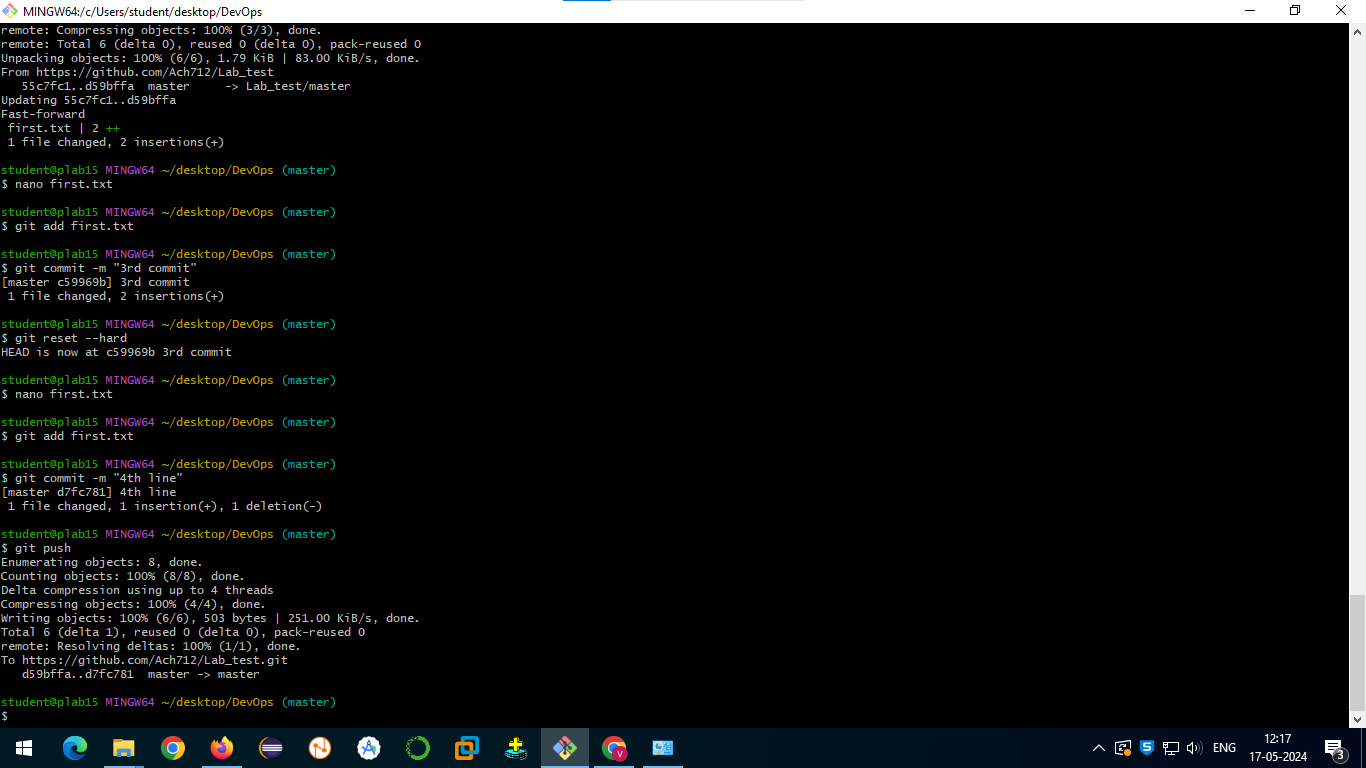 MINGW64:/c/Users/student/desktop/DevOps
remote: Compressing objects: 100% (3/3), done.
remote: Total 6 (delta 0), reused 0 (delta 0), pack-reused 0
Unpacking objects: 100% (6/6), 1.79 KiB | 83.00 KiB/s, done.
From https://github.com/Ach712/Lab_test
   55c7fc1..d59bffa  master     -> Lab_test/master
Updating 55c7fc1..d59bffa
Fast-forward
 first.txt | 2 ++
 1 file changed, 2 insertions(+)
student@plab15 MINGW64 ~/desktop/DevOps (master)
$ nano first.txt
student@plab15 MINGW64 ~/desktop/DevOps (master)
$ git add first.txt
student@plab15 MINGW64 ~/desktop/DevOps (master)
$ git commit -m "3rd commit"
[master c59969b] 3rd commit
 1 file changed, 2 insertions(+)
student@plab15 MINGW64 ~/desktop/DevOps (master)
$ git reset --hard
HEAD is now at c59969b 3rd commit
student@plab15 MINGW64 ~/desktop/DevOps (master)
$ nano first.txt
student@plab15 MINGW64 ~/desktop/DevOps (master)
$ git add first.txt
student@plab15 MINGW64 ~/desktop/DevOps (master)
$ git commit -m "4th line"
[master d7fc781] 4th line
 1 file changed, 1 insertion(+), 1 deletion(-)
student@plab15 MINGW64 ~/desktop/DevOps (master)
$ git push
Enumerating objects: 8, done.
Counting objects: 100% (8/8), done.
Delta compression using up to 4 threads
Compressing objects: 100% (4/4), done.
Writing objects: 100% (6/6), 503 bytes | 251.00 KiB/s, done.
Total 6 (delta 1), reused 0 (delta 0), pack-reused 0
remote: Resolving deltas: 100% (1/1), done.
To https://github.com/Ach712/Lab_test.git
   d59bffa..d7fc781  master -> master
student@plab15 MINGW64 ~/desktop/DevOps (master)
$
ENG
12:17
17-05-2024
3